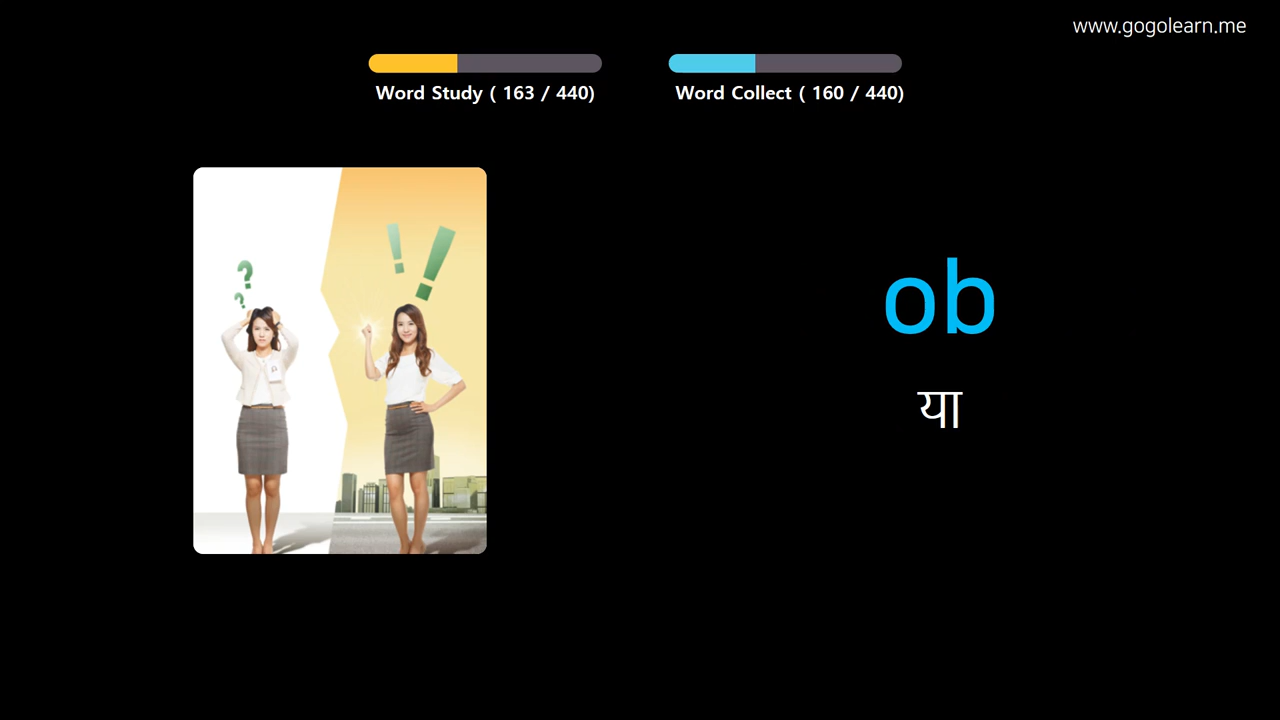 www.gogolearn.me
Word Study ( 163 / 440)
Word Collect ( 160 / 440)
? ?
! !
ob
या